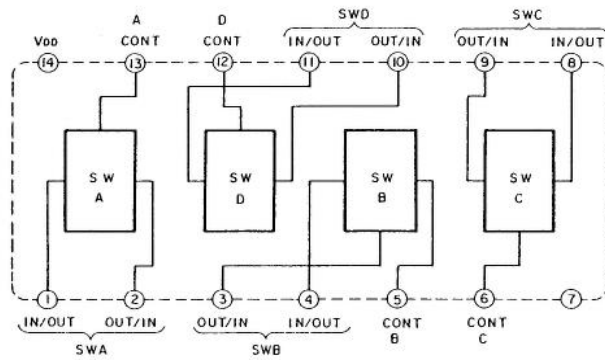 A D SWD SWC
VDD CONT CONT IN/OUT OUT/IN OUT/IN IN/OUT
14 13 12 11 10 9 8
SW SW SW SW
A D B C
1 2 3 4 5 6 7
IN/OUT OUT/IN OUT/IN IN/OUT CONT CONT
SWA SWB B C